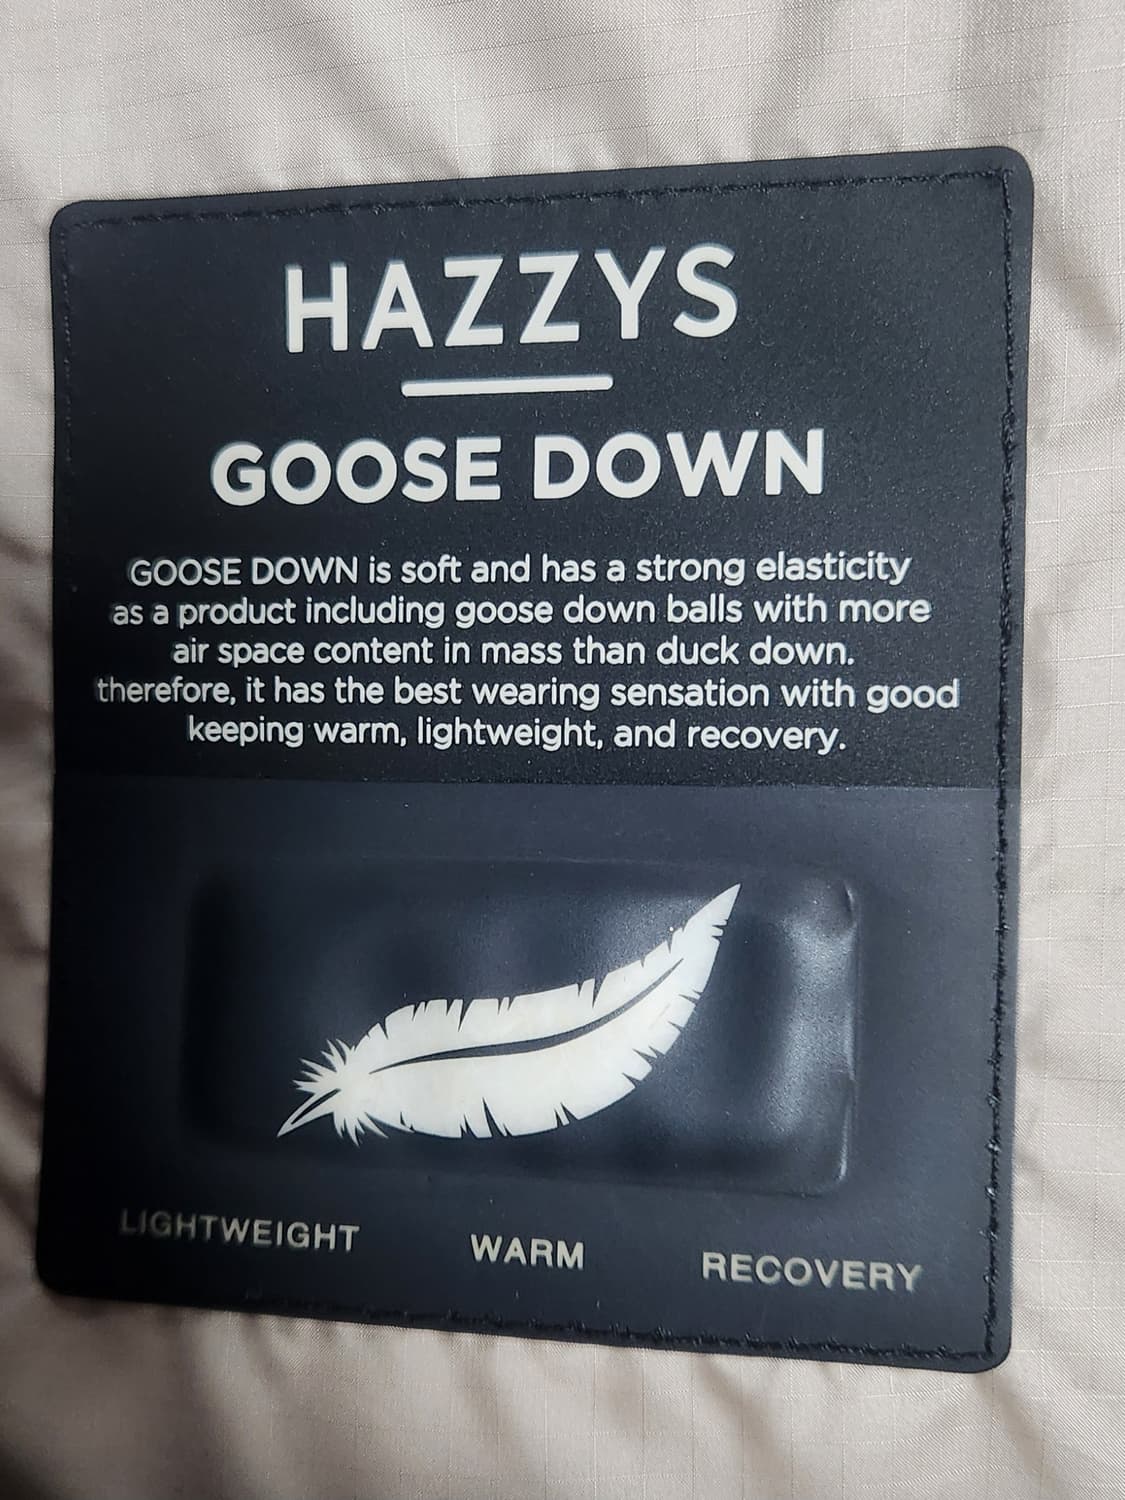 HAZZYS
GOOSE DOWN
GOOSE DOWN is soft and has a strong elasticity
as a product including goose down balls with more
air space content in mass than duck down.
therefore, it has the best wearing sensation with good
keeping warm, lightweight, and recovery.
LIGHTWEIGHT WARM RECOVERY